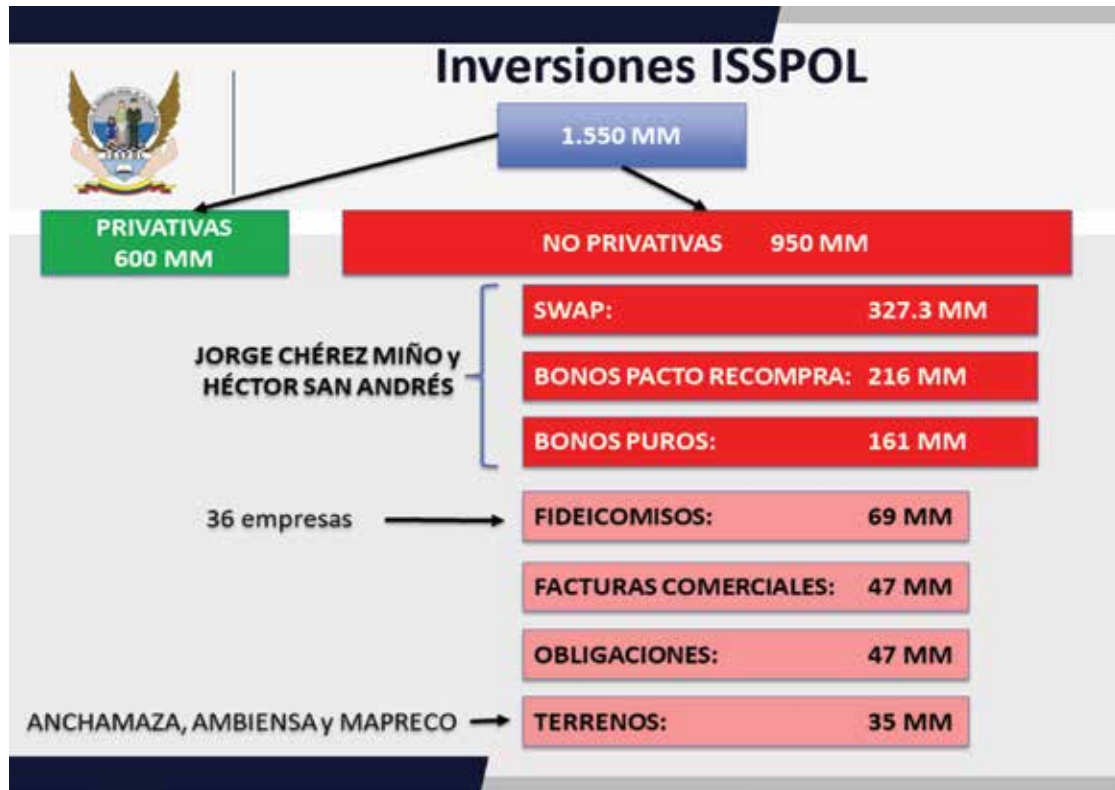 Inversiones ISSPOL
1.550 MM
PRIVATIVAS
600 MM
NO PRIVATIVAS 950 MM
SWAP: 327.3 MM
JORGE CHÉREZ MIÑO y
HÉCTOR SAN ANDRÉS
BONOS PACTO RECOMPRA: 216 MM
BONOS PUROS: 161 MM
36 empresas
FIDEICOMISOS: 69 MM
FACTURAS COMERCIALES: 47 MM
OBLIGACIONES: 47 MM
ANCHAMAZA, AMBIENSA y MAPRECO
TERRENOS: 35 MM